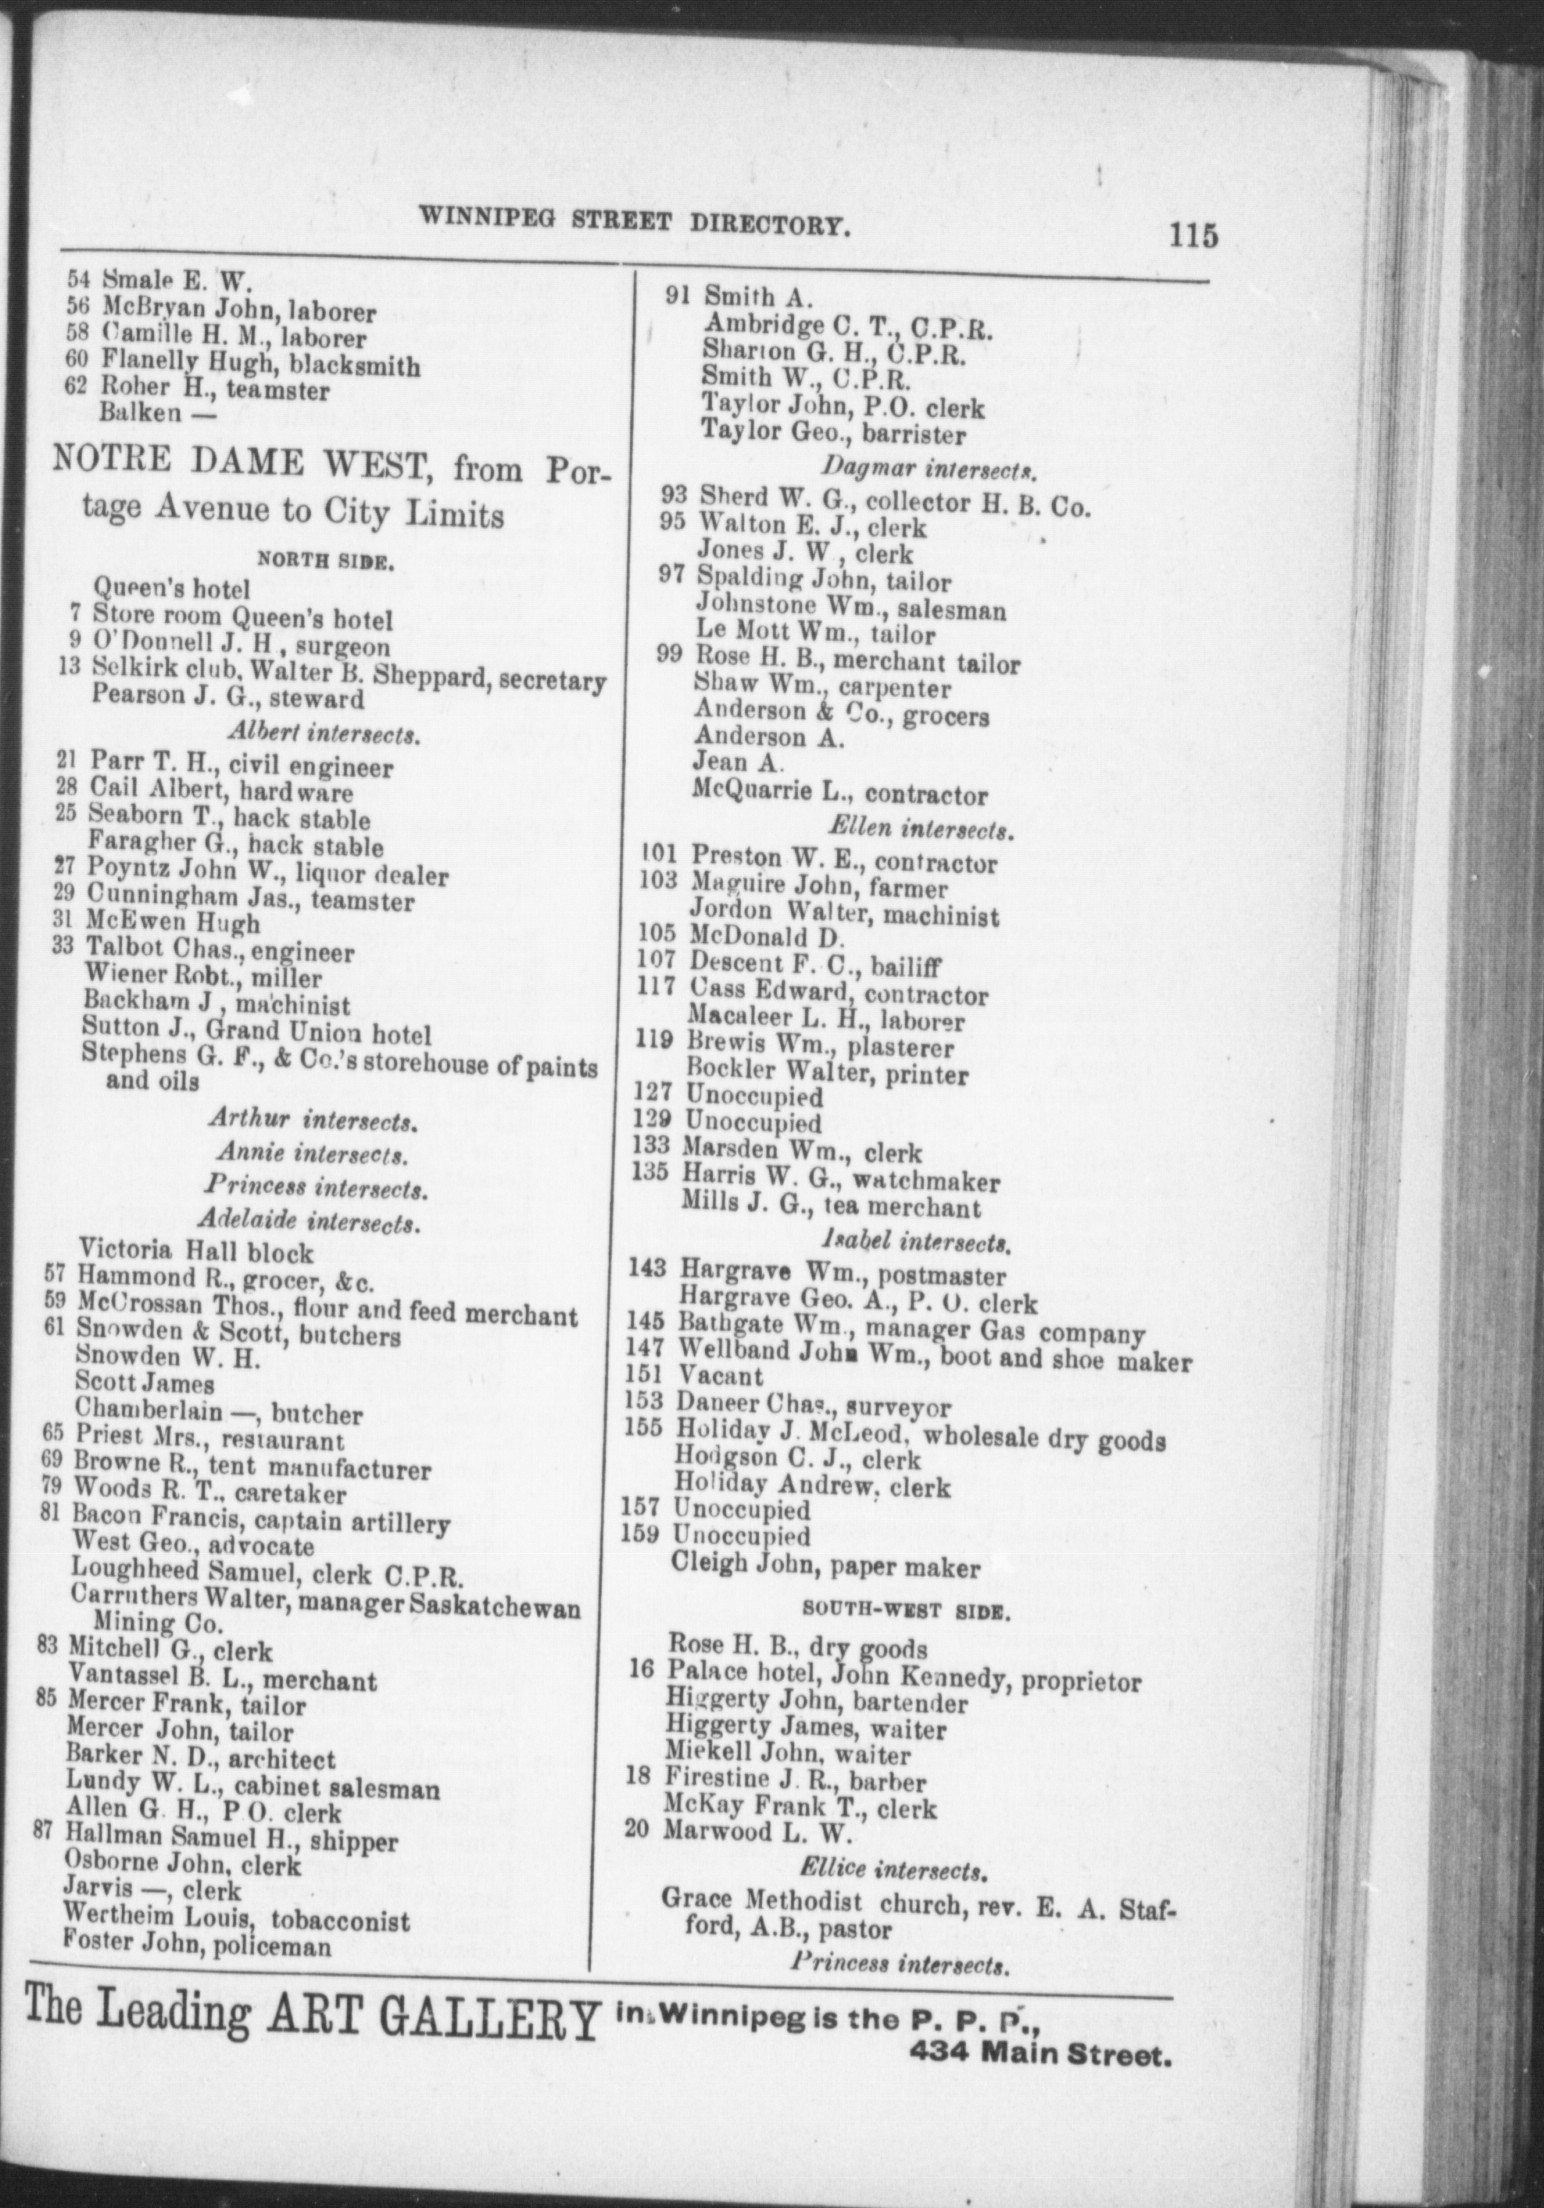 WINNIPEG STREET DIRECTORY.
115
54 Smale E. W.
56 McBryan John, laborer
58 Camille H. M., laborer
60 Flanelly Hugh, blacksmith
62 Roher H., teamster
Balken —
NOTRE DAME WEST, from Por-
tage Avenue to City Limits
NORTH SIDE.
Queen's hotel
7 Store room Queen's hotel
9 O'Donnell J. H , surgeon
13 Selkirk club, Walter B. Sheppard, secretary
Pearson J. G., steward
Albert intersects.
21 Parr T. H., civil engineer
28 Cail Albert, hardware
25 Seaborn T., hack stable
Faragher G., hack stable
27 Poyntz John W., liquor dealer
29 Cunningham Jas., teamster
31 McEwen Hugh
33 Talbot Chas., engineer
Wiener Robt., miller
Backham J , machinist
Sutton J., Grand Union hotel
Stephens G. F., & Co.'s storehouse of paints
and oils
Arthur intersects.
Annie intersects.
Princess intersects.
Adelaide intersects.
Victoria Hall block
57 Hammond R., grocer, &c.
59 McCrossan Thos., flour and feed merchant
61 Snowden & Scott, butchers
Snowden W. H.
Scott James
Chamberlain —, butcher
65 Priest Mrs., restaurant
69 Browne R., tent manufacturer
79 Woods R. T., caretaker
81 Bacon Francis, captain artillery
West Geo., advocate
Loughheed Samuel, clerk C.P.R.
Carruthers Walter, manager Saskatchewan
Mining Co.
83 Mitchell G., clerk
Vantassel B. L., merchant
85 Mercer Frank, tailor
Mercer John, tailor
Barker N. D., architect
Lundy W. L., cabinet salesman
Allen G. H., P O. clerk
87 Hallman Samuel H., shipper
Osborne John, clerk
Jarvis —, clerk
Wertheim Louis, tobacconist
Foster John, policeman
91 Smith A.
Ambridge C. T., C.P.R.
Sharton G. H., C.P.R.
Smith W., C.P.R.
Taylor John, P.O. clerk
Taylor Geo., barrister
Dagmar intersects.
93 Sherd W. G., collector H. B. Co.
95 Walton E. J., clerk
Jones J. W , clerk
97 Spalding John, tailor
Johnstone Wm., salesman
Le Mott Wm., tailor
99 Rose H. B., merchant tailor
Shaw Wm., carpenter
Anderson & Co., grocers
Anderson A.
Jean A.
McQuarrie L., contractor
Ellen intersects.
101 Preston W. E., contractor
103 Maguire John, farmer
Jordon Walter, machinist
105 McDonald D.
107 Descent F. C., bailiff
117 Cass Edward, contractor
Macaleer L. H., laborer
119 Brewis Wm., plasterer
Bockler Walter, printer
127 Unoccupied
129 Unoccupied
133 Marsden Wm., clerk
135 Harris W. G., watchmaker
Mills J. G., tea merchant
Isabel intersects.
143 Hargrave Wm., postmaster
Hargrave Geo. A., P. O. clerk
145 Bathgate Wm., manager Gas company
147 Wellband John Wm., boot and shoe maker
151 Vacant
153 Daneer Chas., surveyor
155 Holiday J. McLeod, wholesale dry goods
Hodgson C. J., clerk
Holiday Andrew, clerk
157 Unoccupied
159 Unoccupied
Cleigh John, paper maker
SOUTH-WEST SIDE.
Rose H. B., dry goods
16 Palace hotel, John Kennedy, proprietor
Higgerty John, bartender
Higgerty James, waiter
Miekell John, waiter
18 Firestine J. R., barber
McKay Frank T., clerk
20 Marwood L. W.
Ellice intersects.
Grace Methodist church, rev. E. A. Staf-
ford, A.B., pastor
Princess intersects.
The Leading ART GALLERY in Winnipeg is the P. P. P.,
434 Main Street.